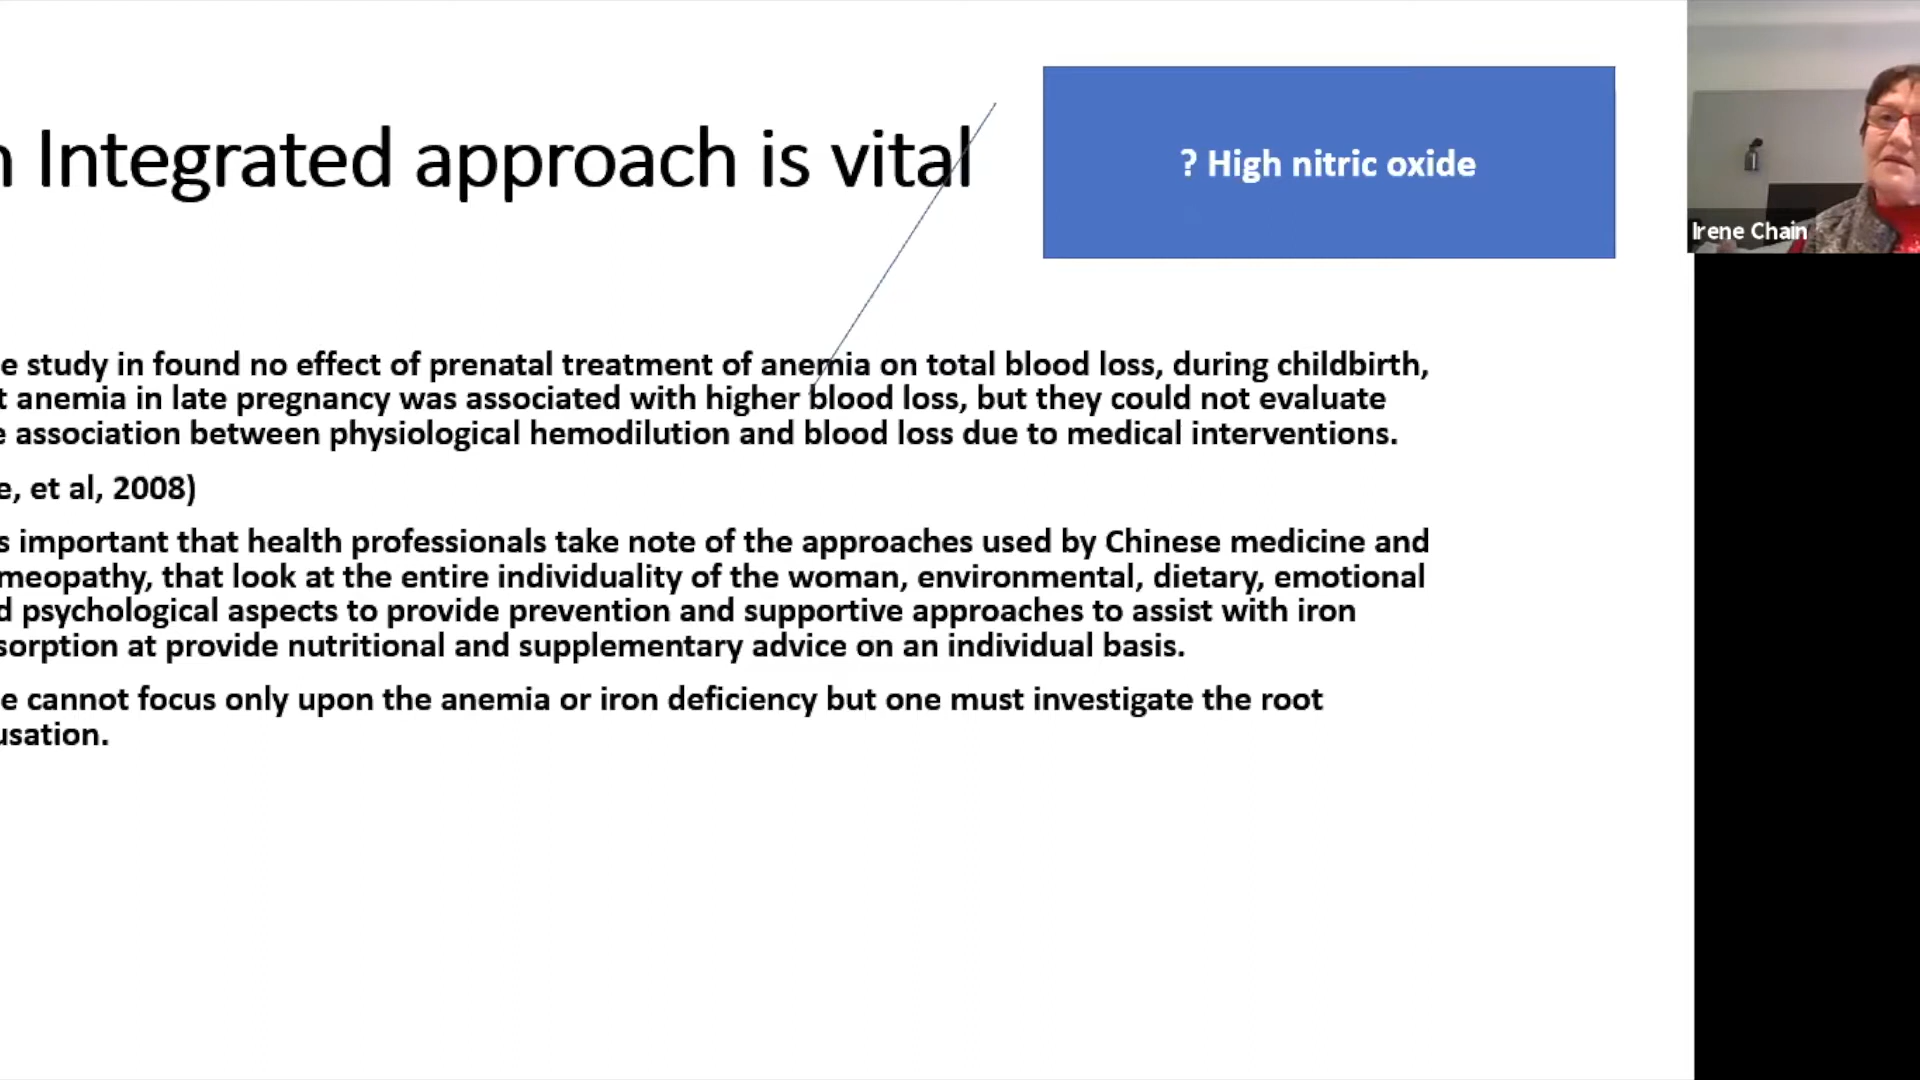 n Integrated approach is vital
? High nitric oxide
Irene Chain
e study in found no effect of prenatal treatment of anemia on total blood loss, during childbirth,
t anemia in late pregnancy was associated with higher blood loss, but they could not evaluate
e association between physiological hemodilution and blood loss due to medical interventions.
e, et al, 2008)
s important that health professionals take note of the approaches used by Chinese medicine and
meopathy, that look at the entire individuality of the woman, environmental, dietary, emotional
d psychological aspects to provide prevention and supportive approaches to assist with iron
sorption at provide nutritional and supplementary advice on an individual basis.
e cannot focus only upon the anemia or iron deficiency but one must investigate the root
usation.